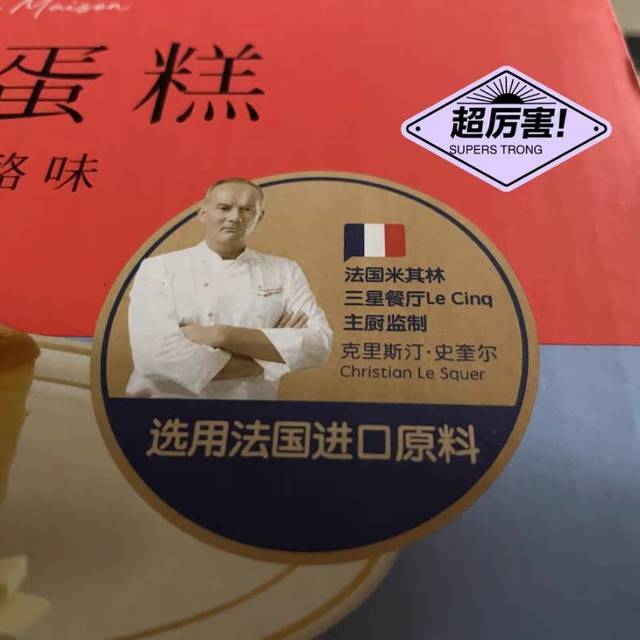 Maison
蛋糕
酪味
超厉害!
SUPERS TRONG
法国米其林
三星餐厅Le Cinq
主厨监制
克里斯汀·史奎尔
Christian Le Squer
选用法国进口原料